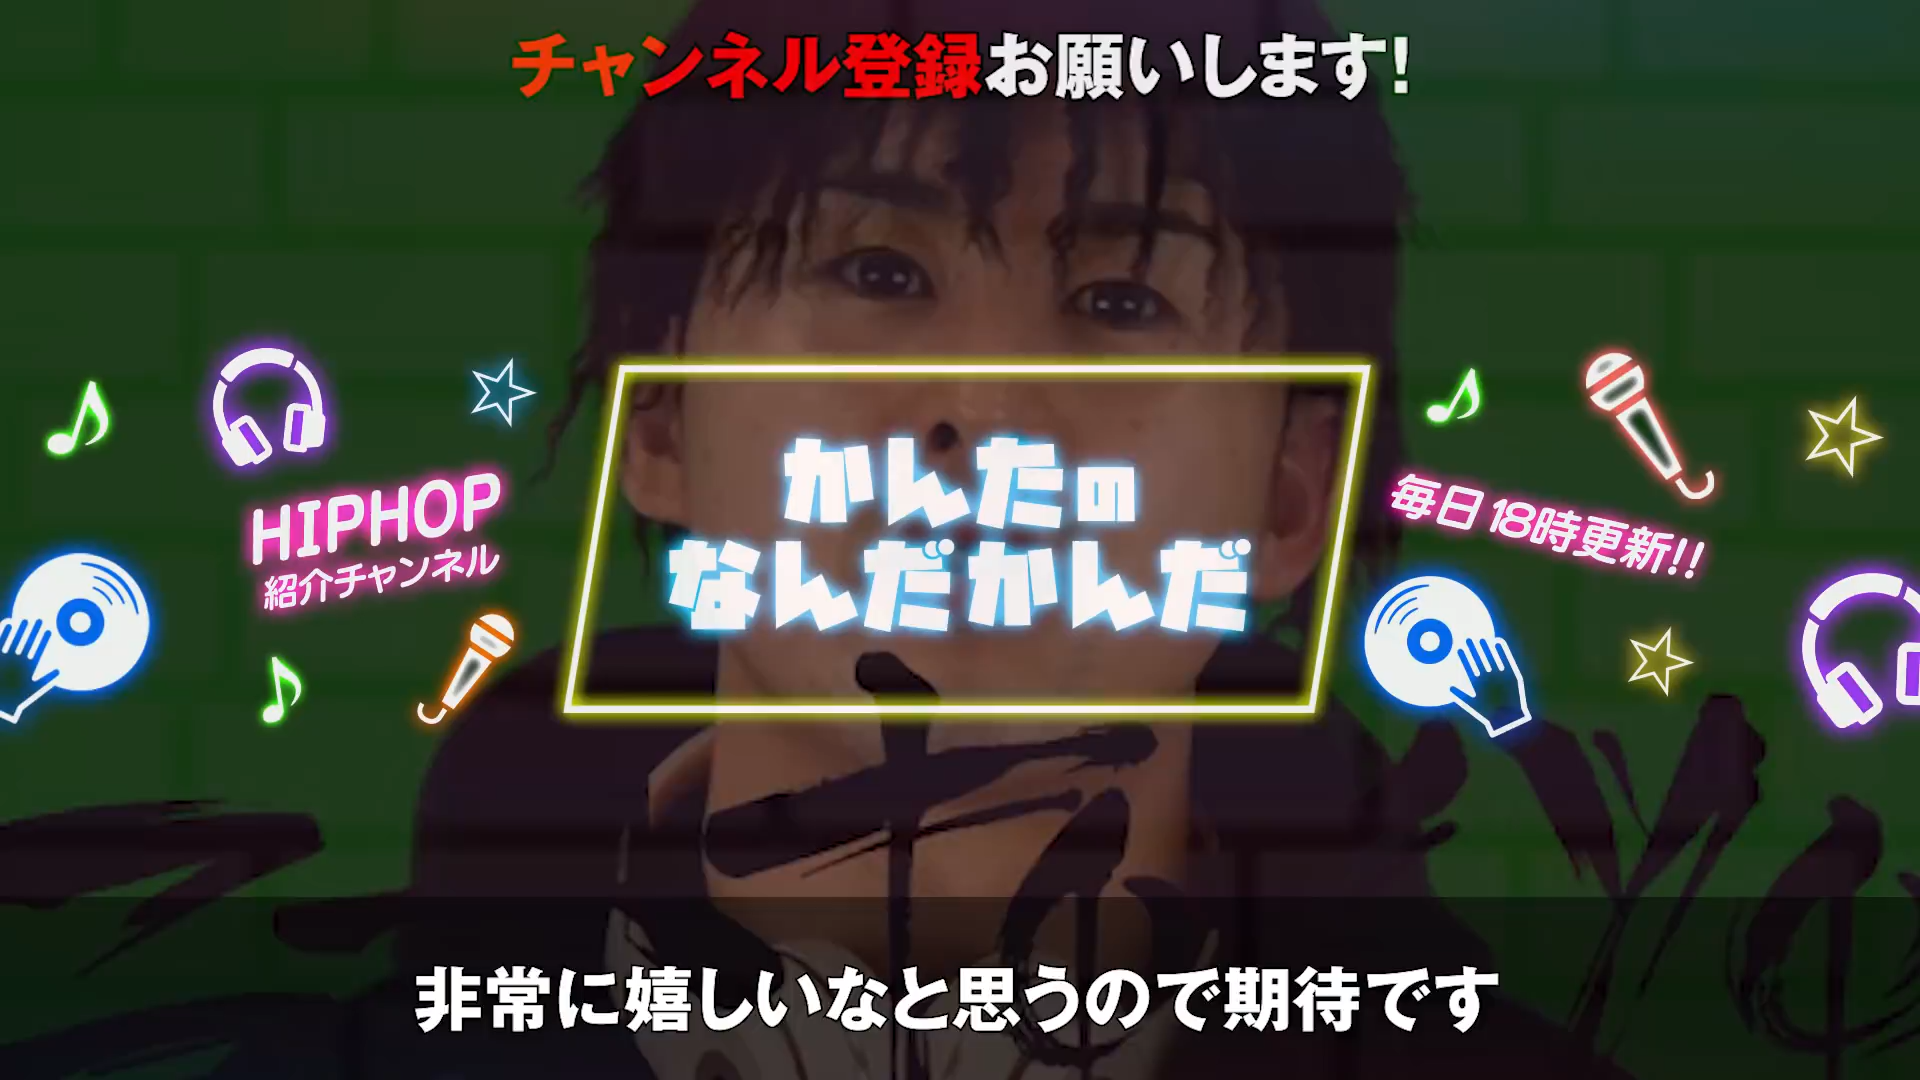 チャンネル登録お願いします!
HIPHOP
紹介チャンネル
かんたの
なんだかんだ
毎日18時更新!!
非常に嬉しいなと思うので期待です